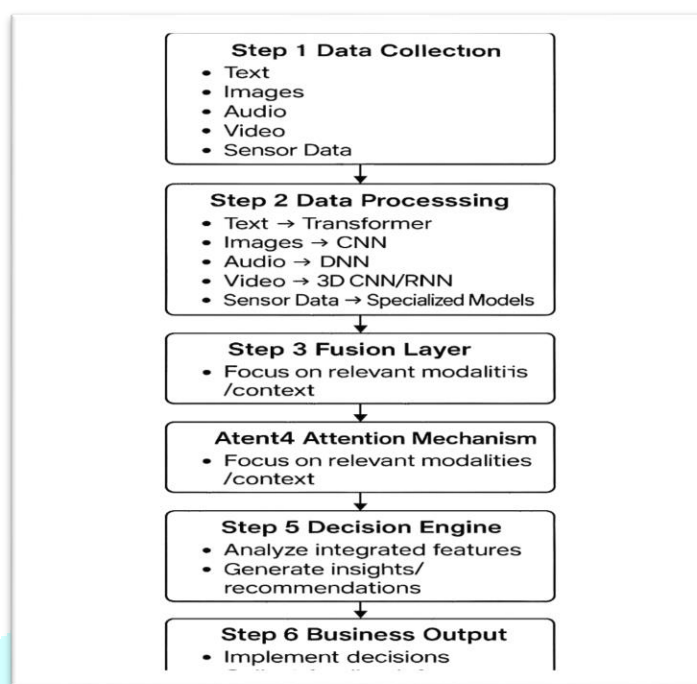 Step 1 Data Collection
• Text
• Images
• Audio
• Video
• Sensor Data
Step 2 Data Processsing
• Text → Transformer
• Images → CNN
• Audio → DNN
• Video → 3D CNN/RNN
• Sensor Data → Specialized Models
Step 3 Fusion Layer
• Focus on relevant
/context
Atent4 Attention Mechanism
• Focus on relevant modalities
/context
Step 5 Decision Engine
• Analyze integrated features
• Generate insights/
recommendations
Step 6 Business Output
• Implement decisions